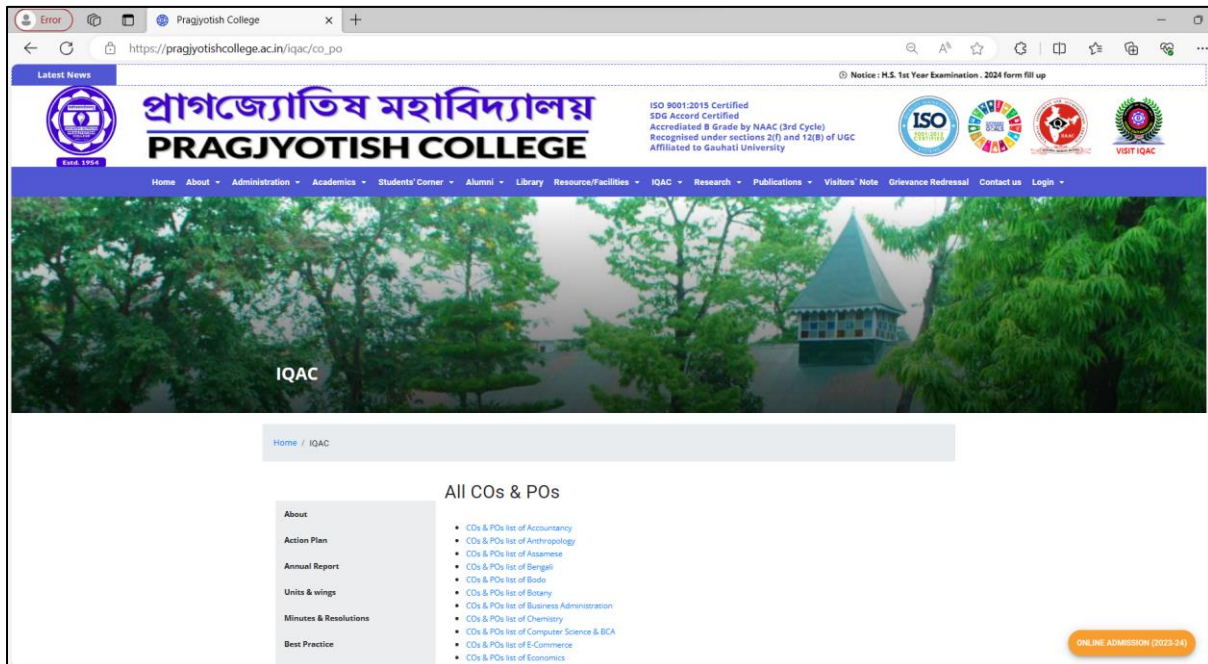 Error
Pragjyotish College
https://pragjyotishcollege.ac.in/iqac/co_po
Latest News
Notice : H.S. 1st Year Examination . 2024 form fill up
প্ৰাগজ্যোতিষ মহাবিদ্যালয়
PRAGJYOTISH COLLEGE
Estd. 1954
ISO 9001:2015 Certified
SDG Accord Certified
Accrediated B Grade by NAAC (3rd Cycle)
Recognised under sections 2(f) and 12(B) of UGC
Affiliated to Gauhati University
ISO
9001:2015
CERTIFIED
NAAC
VISIT IQAC
Home About Administration Academics Students'Corner Alumni Library Resource/Facilities IQAC Research Publications Visitors` Note Grievance Redressal Contact us Login
IQAC
Home / IQAC
All COs & POs
About
Action Plan
Annual Report
Units & wings
Minutes & Resolutions
Best Practice
COs & POs list of Accountancy
COs & POs list of Anthropology
COs & POs list of Assamese
COs & POs list of Bengali
COs & POs list of Bodo
COs & POs list of Botany
COs & POs list of Business Administration
COs & POs list of Chemistry
COs & POs list of Computer Science & BCA
COs & POs list of E-Commerce
COs & POs list of Economics
ONLINE ADMISSION (2023-24)